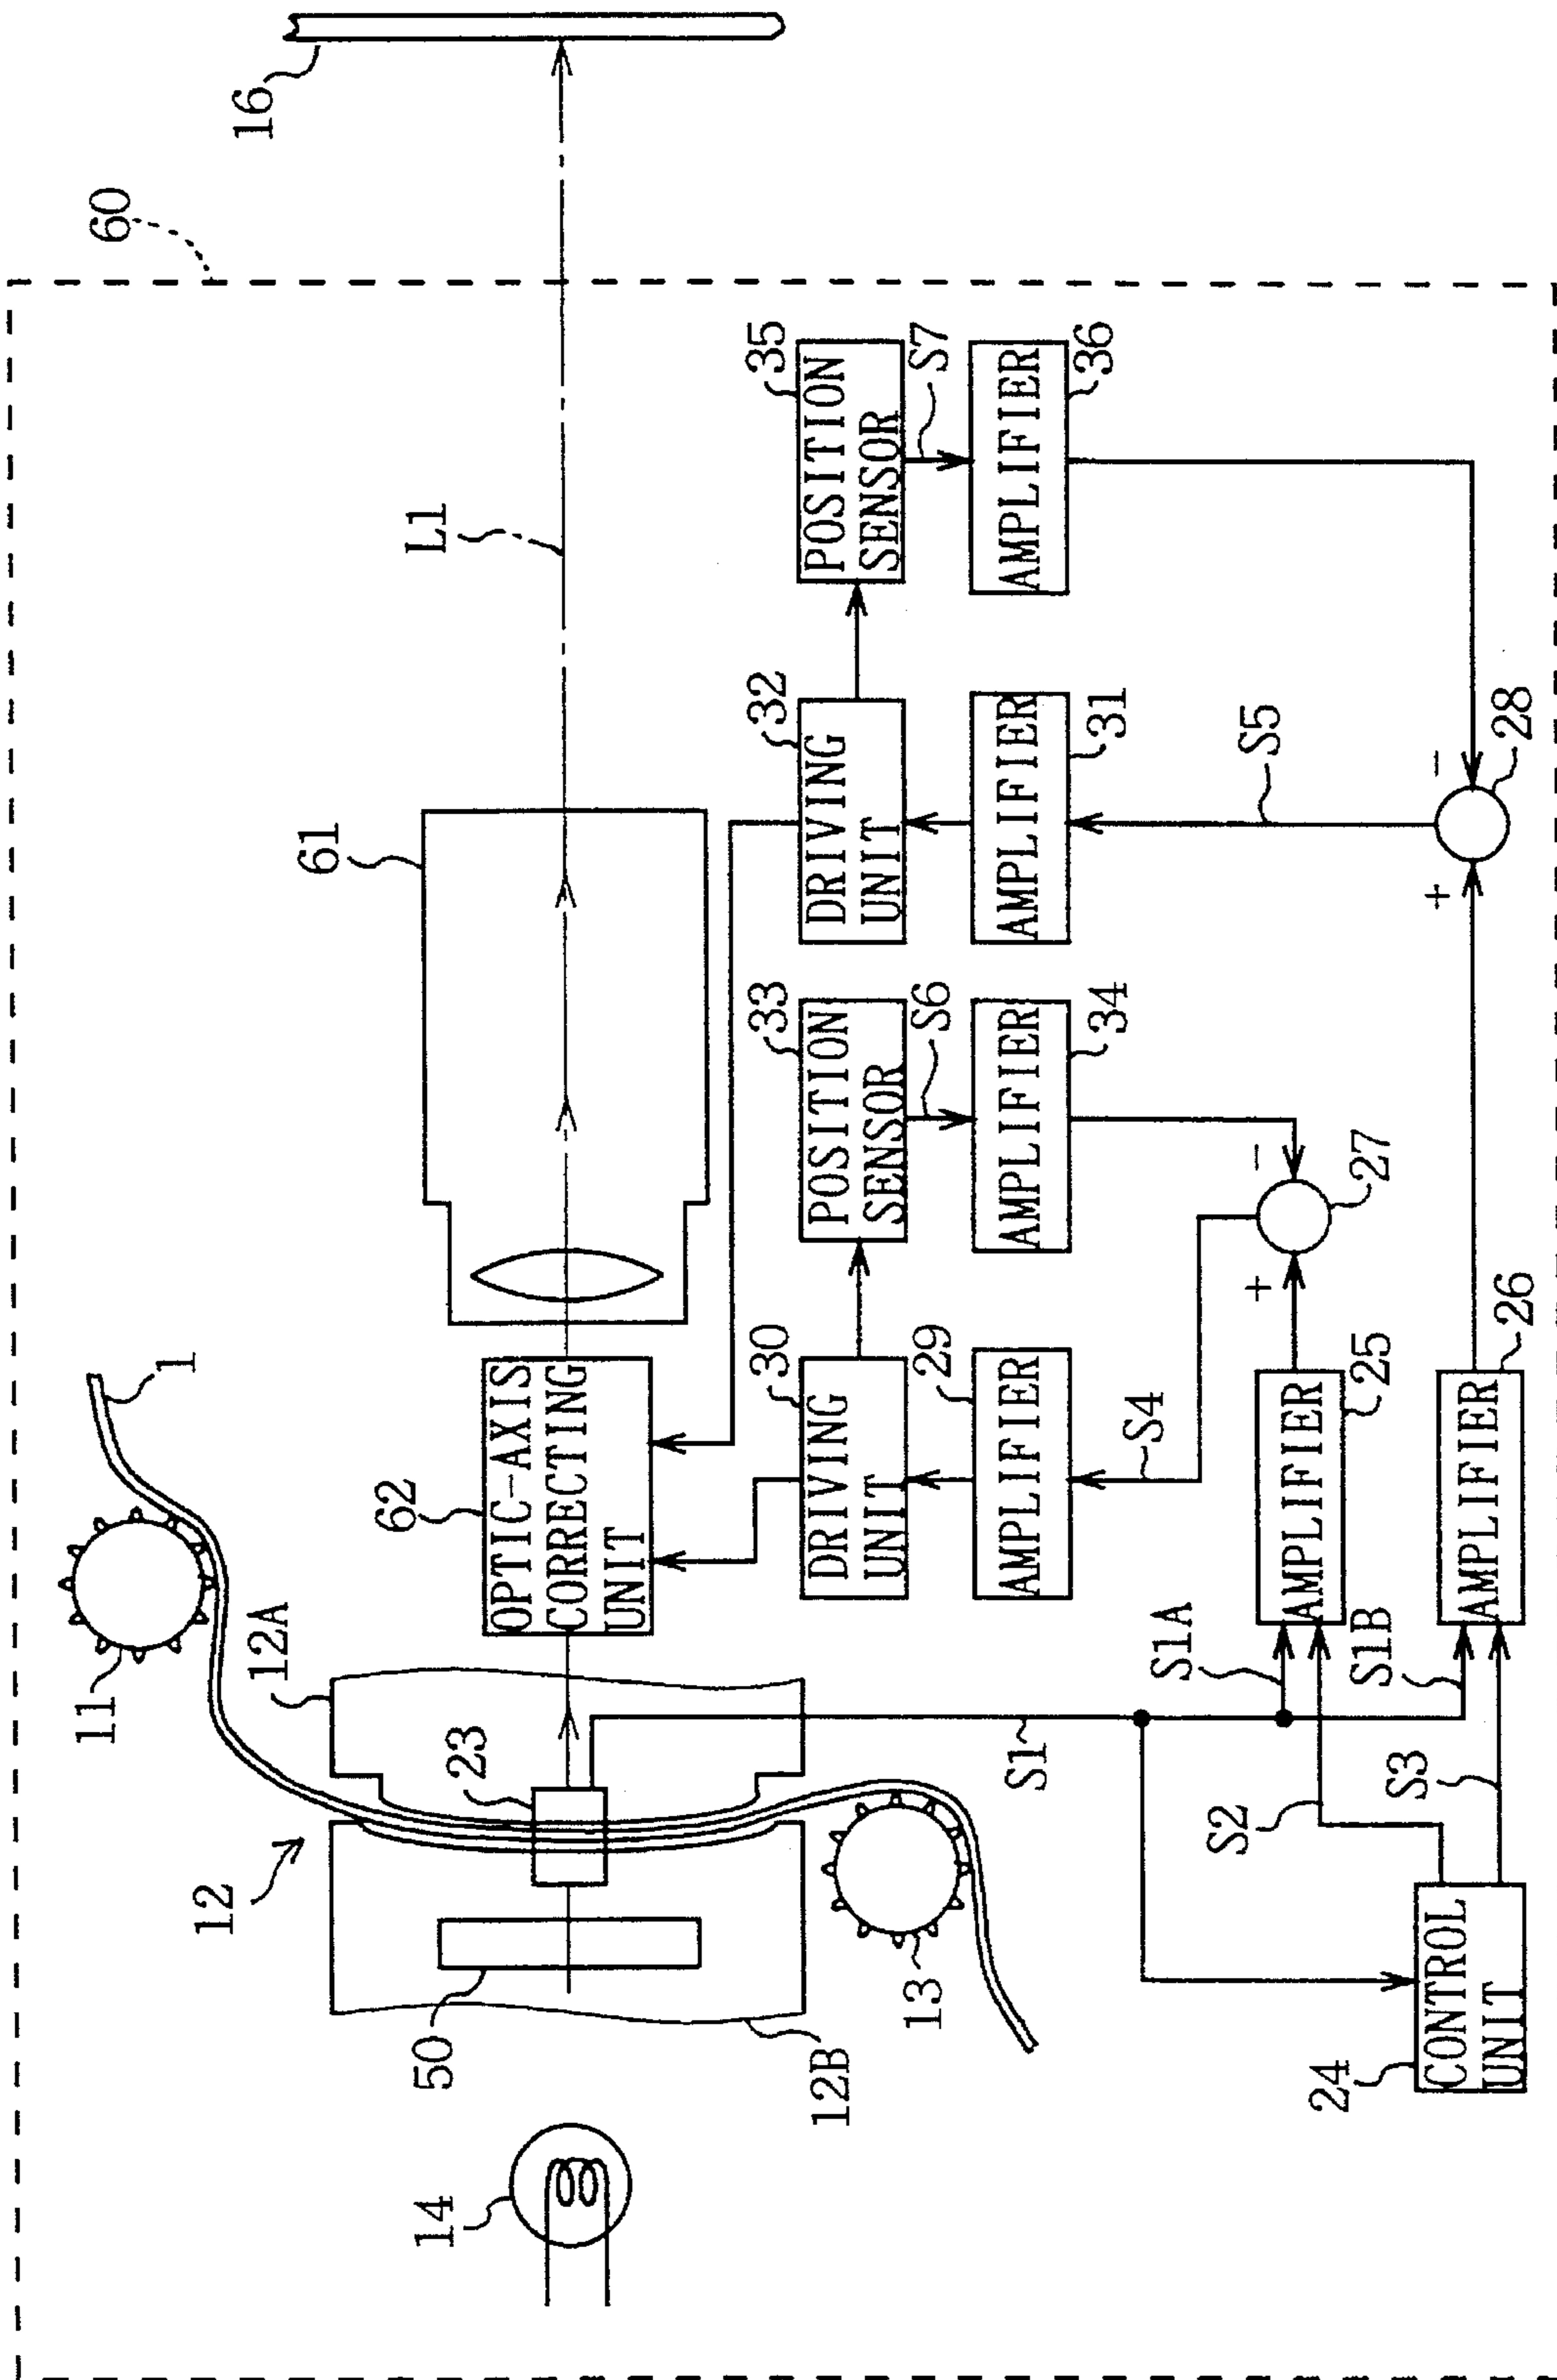 60
16
1
11
12A
12
23
50
12B
13
14
61
L1
62
OPTIC-AXIS
CORRECTING
UNIT
30
DRIVING
UNIT
33
POSITION
SENSOR
32
DRIVING
UNIT
35
POSITION
SENSOR
29
AMPLIFIER
S6
AMPLIFIER
34
AMPLIFIER
31
S7
AMPLIFIER
36
S4
S5
S1
S1A
S1B
S2
S3
AMPLIFIER
25
+
-
27
AMPLIFIER
26
+
-
28
24
CONTROL
UNIT